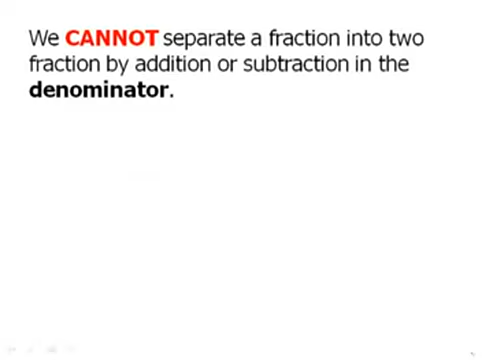 We CANNOT separate a fraction into two
fraction by addition or subtraction in the
denominator.